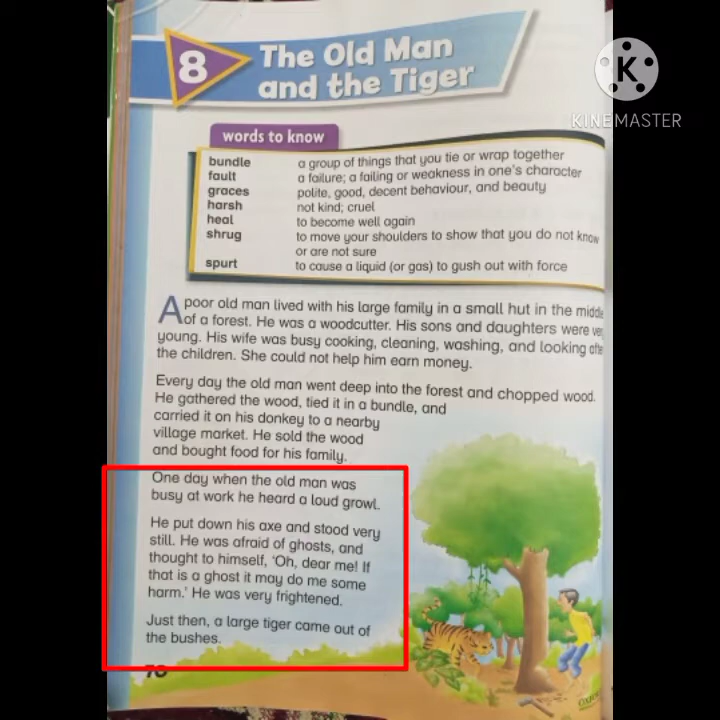 8
The Old Man
and the Tiger
K
KINEMASTER
words to know
bundle a group of things that you tie or wrap together
fault a failure; a failing or weakness in one's character
graces polite, good, decent behaviour, and beauty
harsh not kind; cruel
heal to become well again
shrug to move your shoulders to show that you do not know
or are not sure
spurt to cause a liquid (or gas) to gush out with force
A poor old man lived with his large family in a small hut in the middle
of a forest. He was a woodcutter. His sons and daughters were very
young. His wife was busy cooking, cleaning, washing, and looking after
the children. She could not help him earn money.
Every day the old man went deep into the forest and chopped wood.
He gathered the wood, tied it in a bundle, and
carried it on his donkey to a nearby
village market. He sold the wood
and bought food for his family.
One day when the old man was
busy at work he heard a loud growl.
He put down his axe and stood very
still. He was afraid of ghosts, and
thought to himself, 'Oh, dear me! If
that is a ghost it may do me some
harm.' He was very frightened.
Just then, a large tiger came out of
the bushes.